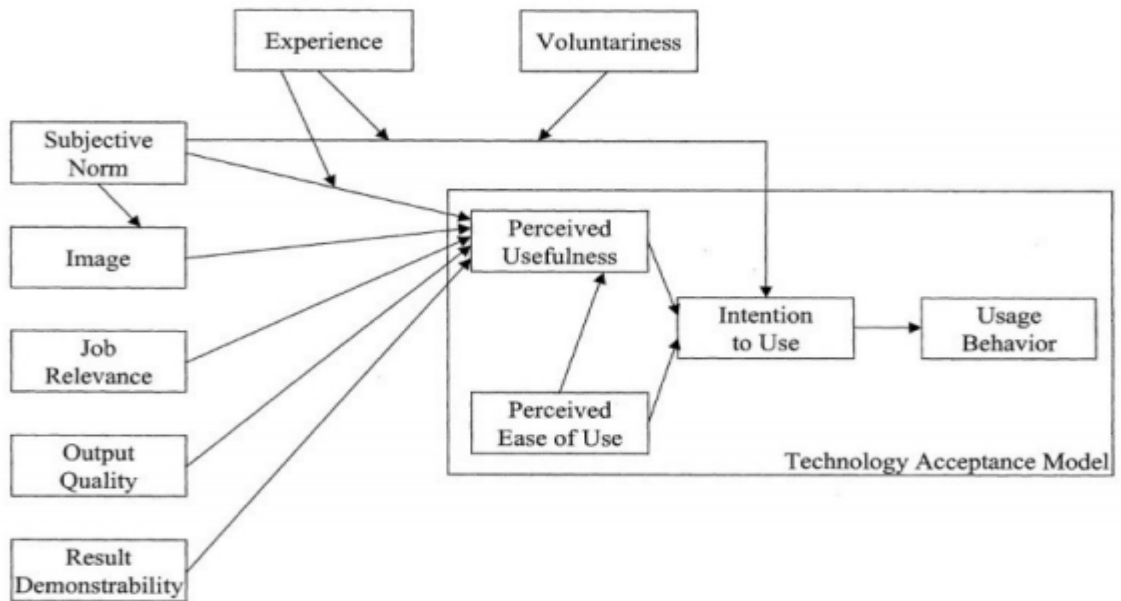 Experience
Voluntariness
Subjective
Norm
Image
Job
Relevance
Output
Quality
Result
Demonstrability
Perceived
Usefulness
Perceived
Ease of Use
Intention
to Use
Usage
Behavior
Technology Acceptance Model